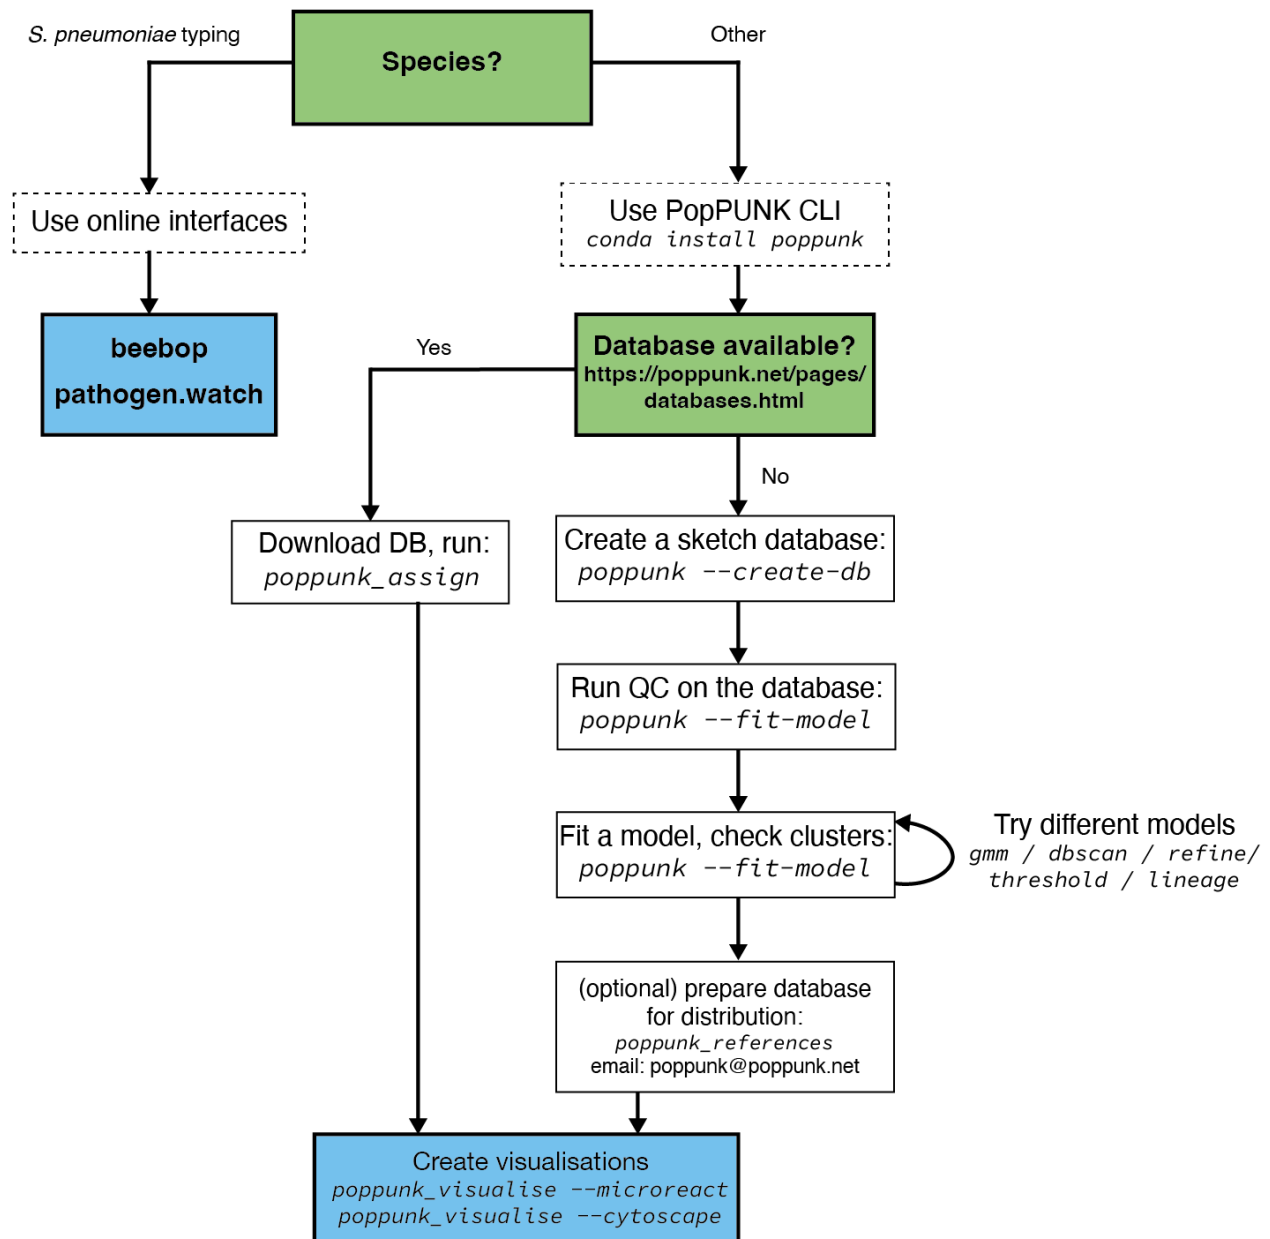 S. pneumoniae typing
Species?
Other
Use online interfaces
Use PopPUNK CLI
conda install poppunk
beebop
pathogen.watch
Yes
Database available?
https://poppunk.net/pages/
databases.html
No
Download DB, run:
poppunk_assign
Create a sketch database:
poppunk --create-db
Run QC on the database:
poppunk --fit-model
Fit a model, check clusters:
poppunk --fit-model
Try different models
gmm / dbscan / refine/
threshold / lineage
(optional) prepare database
for distribution:
poppunk_references
email: poppunk@poppunk.net
Create visualisations
poppunk_visualise --microreact
poppunk_visualise --cytoscape